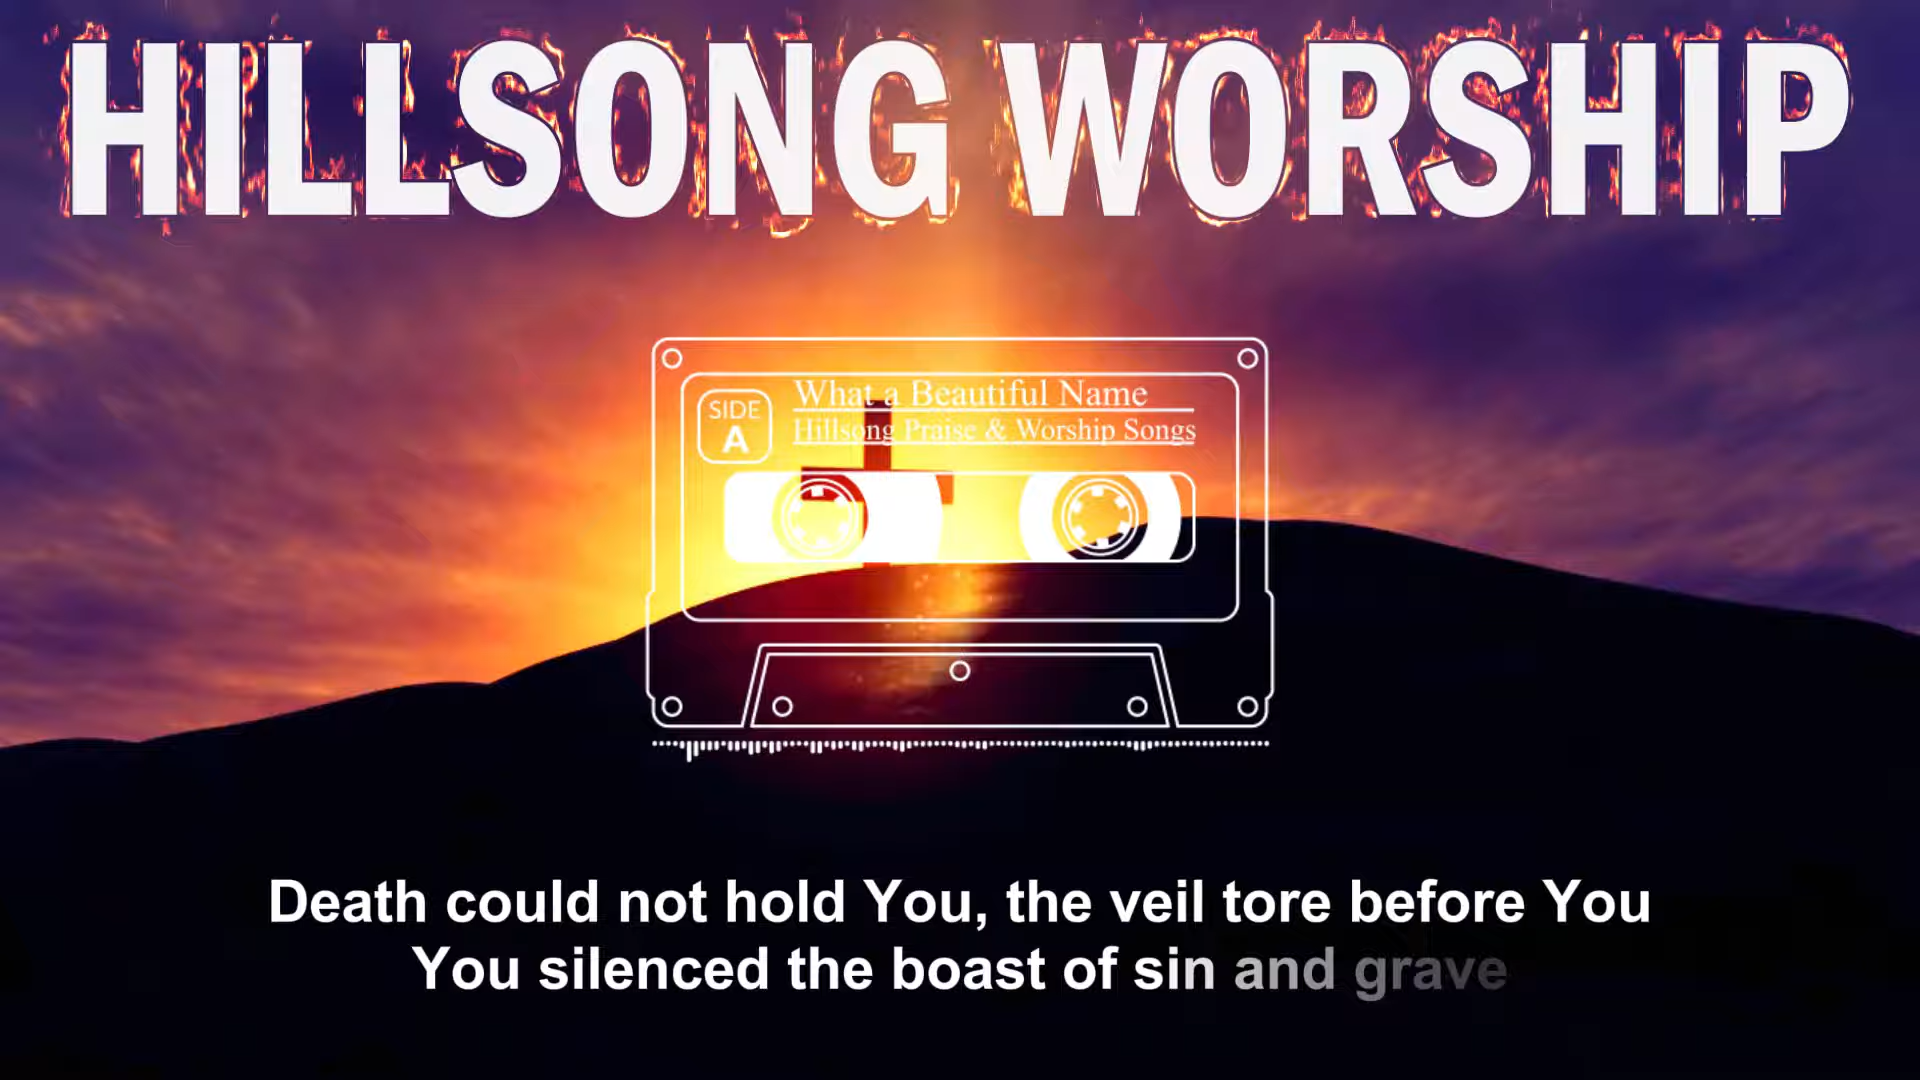 HILLSONG WORSHIP
SIDE
A
What a Beautiful Name
Hillsong Praise & Worship Songs
Death could not hold You, the veil tore before You
You silenced the boast of sin and grave